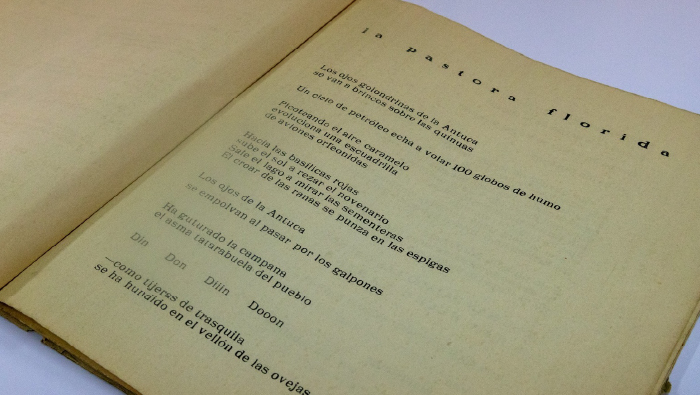 la pastora florida
Los ojos golondrinas de la Antuca
se van a brincos sobre las quinuas
Un cielo de petróleo echa a volar 100 globos de humo
Picoteando el aire caramelo
evoluciona una escuadrilla
de aviones orfeonidas
Hacia las basílicas rojas
sube el sol a rezar el novenario
Sale el lago a mirar las sementeras
El croar de las ranas se punza en las espigas
Los ojos de la Antuca
se empolvan al pasar por los galpones
Ha guturado la campana
el asma tatarabuela del pueblo
Din Don Diiin Dooon
—como tijeras de trasquila
se ha hundido en el vellón de las ovejas